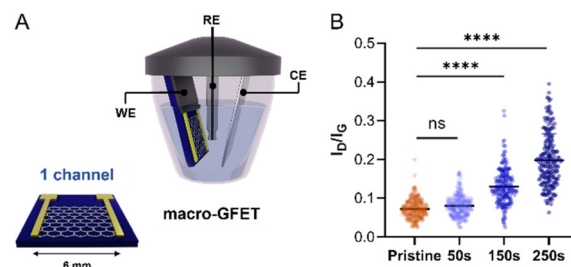 A
RE
CE
WE
1 channel
macro-GFET
6 mm
B
****
****
ns
I_D/I_G
0.5
0.4
0.3
0.2
0.1
0.0
Pristine 50s 150s 250s